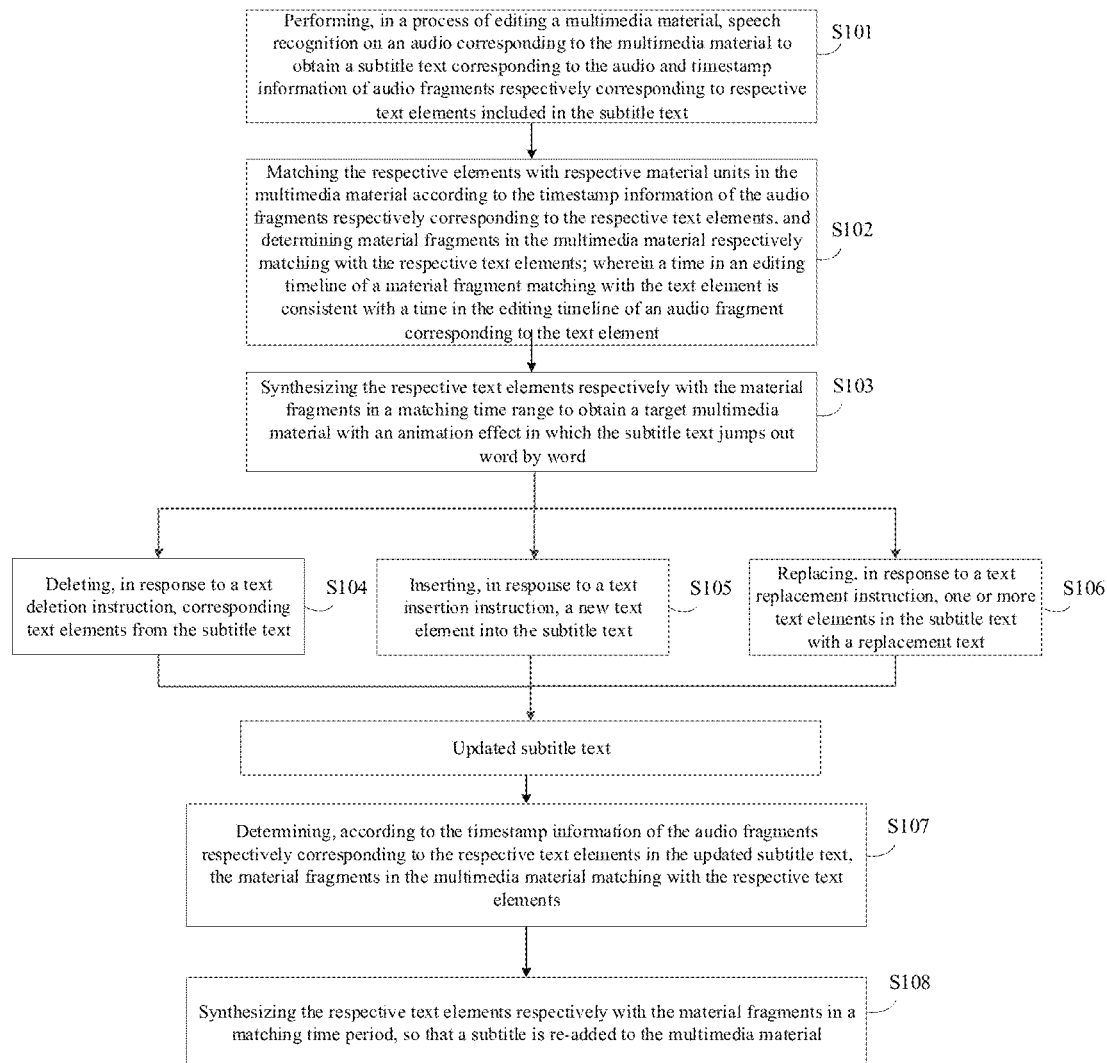 Performing, in a process of editing a multimedia material, speech
recognition on an audio corresponding to the multimedia material to
obtain a subtitle text corresponding to the audio and timestamp
information of audio fragments respectively corresponding to respective
text elements included in the subtitle text
S101
Matching the respective elements with respective material units in the
multimedia material according to the timestamp information of the audio
fragments respectively corresponding to the respective text elements, and
determining material fragments in the multimedia material respectively
matching with the respective text elements; wherein a time in an editing
timeline of a material fragment matching with the text element is
consistent with a time in the editing timeline of an audio fragment
corresponding to the text element
S102
Synthesizing the respective text elements respectively with the material
fragments in a matching time range to obtain a target multimedia
material with an animation effect in which the subtitle text jumps out
word by word
S103
Deleting, in response to a text
deletion instruction, corresponding
text elements from the subtitle text
S104
Inserting, in response to a text
insertion instruction, a new text
element into the subtitle text
S105
Replacing, in response to a text
replacement instruction, one or more
text elements in the subtitle text
with a replacement text
S106
Updated subtitle text
Determining, according to the timestamp information of the audio fragments
respectively corresponding to the respective text elements in the updated subtitle text,
the material fragments in the multimedia material matching with the respective text
elements
S107
Synthesizing the respective text elements respectively with the material fragments in a
matching time period, so that a subtitle is re-added to the multimedia material
S108